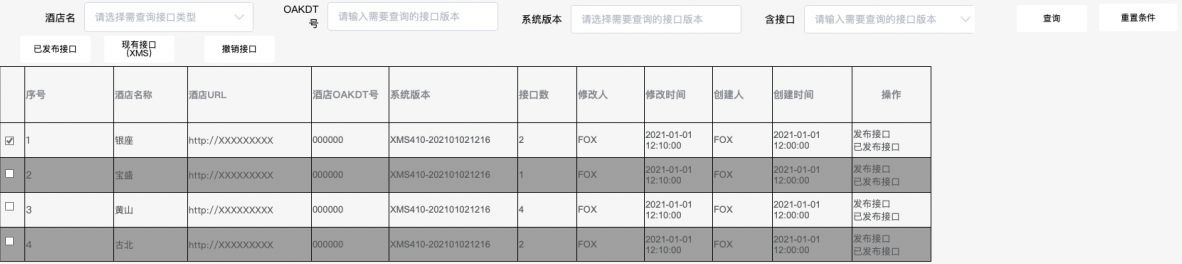 酒店名 请选择需查询接口类型 OAKDT号 请输入需要查询的接口版本 系统版本 请选择需要查询的接口版本 含接口 请输入需要查询的接口版本 查询 重置条件
已发布接口 现有接口(XMS) 撤销接口
序号 酒店名称 酒店URL 酒店OAKDT号 系统版本 接口数 修改人 修改时间 创建人 创建时间 操作
1 银座 http://XXXXXXXXX 000000 XMS410-202101021216 2 FOX 2021-01-01 12:10:00 FOX 2021-01-01 12:00:00 发布接口 已发布接口
2 宝盛 http://XXXXXXXXX 000000 XMS410-202101021216 1 FOX 2021-01-01 12:10:00 FOX 2021-01-01 12:00:00 发布接口 已发布接口
3 黄山 http://XXXXXXXXX 000000 XMS410-202101021216 4 FOX 2021-01-01 12:10:00 FOX 2021-01-01 12:00:00 发布接口 已发布接口
4 古北 http://XXXXXXXXX 000000 XMS410-202101021216 2 FOX 2021-01-01 12:10:00 FOX 2021-01-01 12:00:00 发布接口 已发布接口